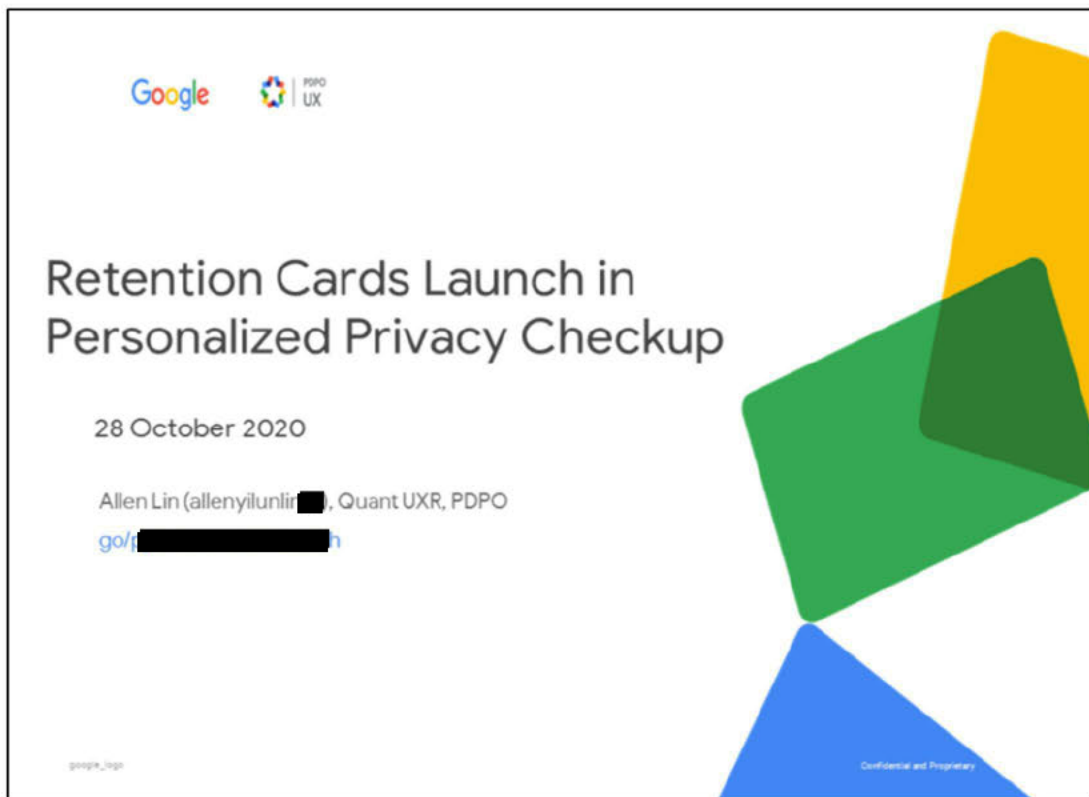 Google
PDPO
UX
Retention Cards Launch in
Personalized Privacy Checkup
28 October 2020
Allen Lin (allenyilunlin), Quant UXR, PDPO
go/p h
google_logo
Confidential and Proprietary